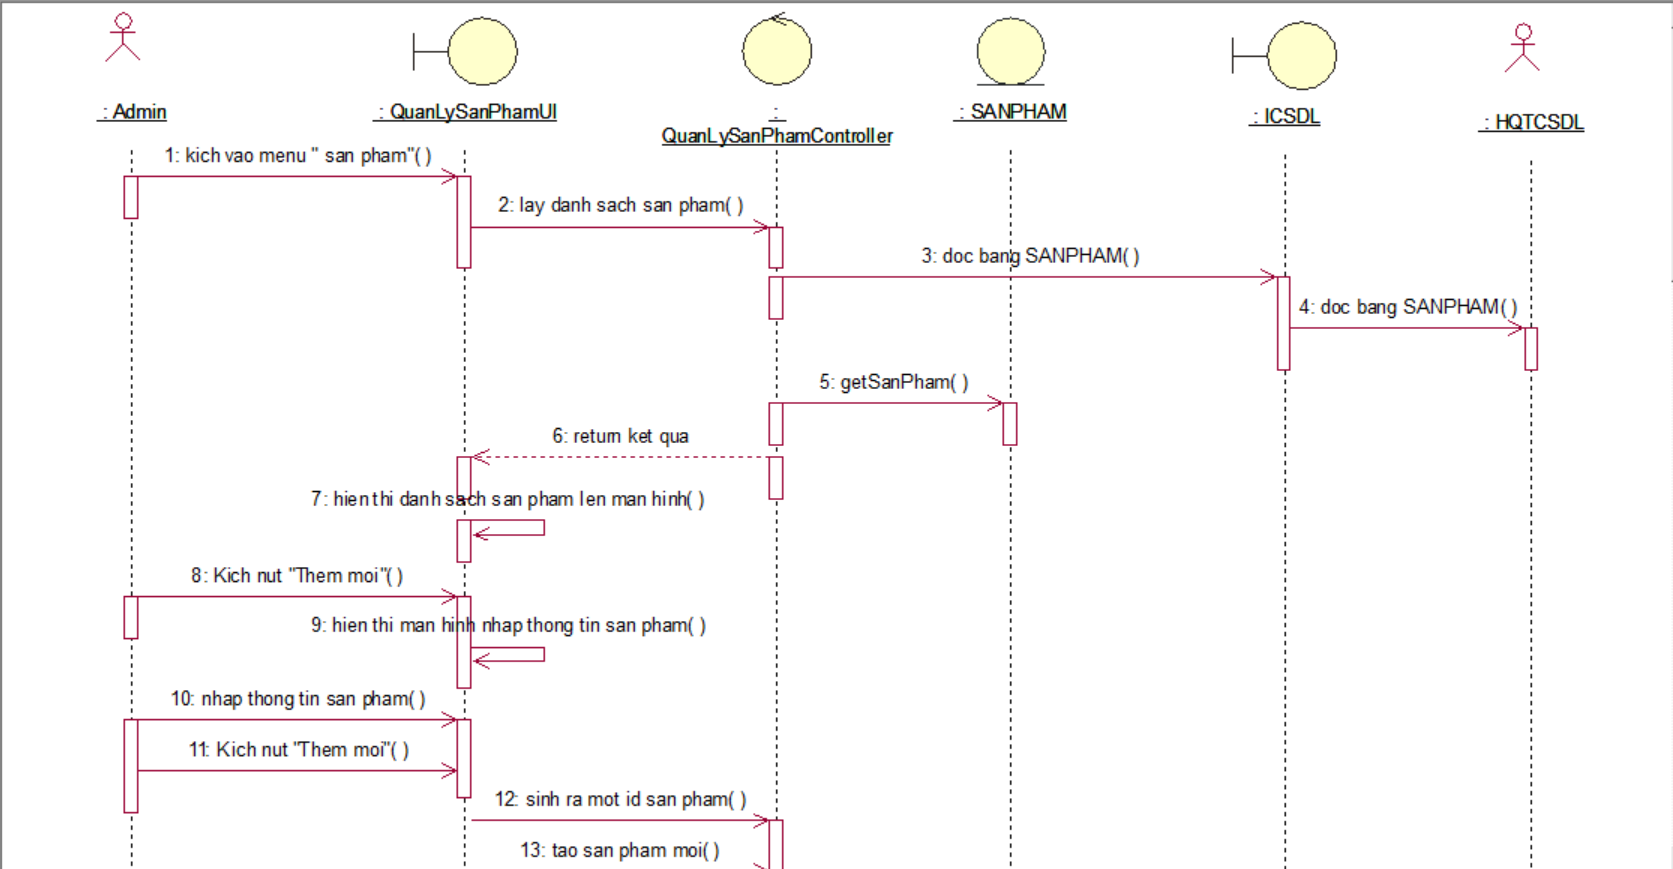 : Admin
: QuanLySanPhamUI
:
QuanLySanPhamController
: SANPHAM
: ICSDL
: HQTCSDL
1: kich vao menu " san pham"( )
2: lay danh sach san pham( )
3: doc bang SANPHAM( )
4: doc bang SANPHAM( )
5: getSanPham( )
6: return ket qua
7: hien thi danh sach san pham len man hinh( )
8: Kich nut "Them moi"( )
9: hien thi man hinh nhap thong tin san pham( )
10: nhap thong tin san pham( )
11: Kich nut "Them moi"( )
12: sinh ra mot id san pham( )
13: tao san pham moi( )